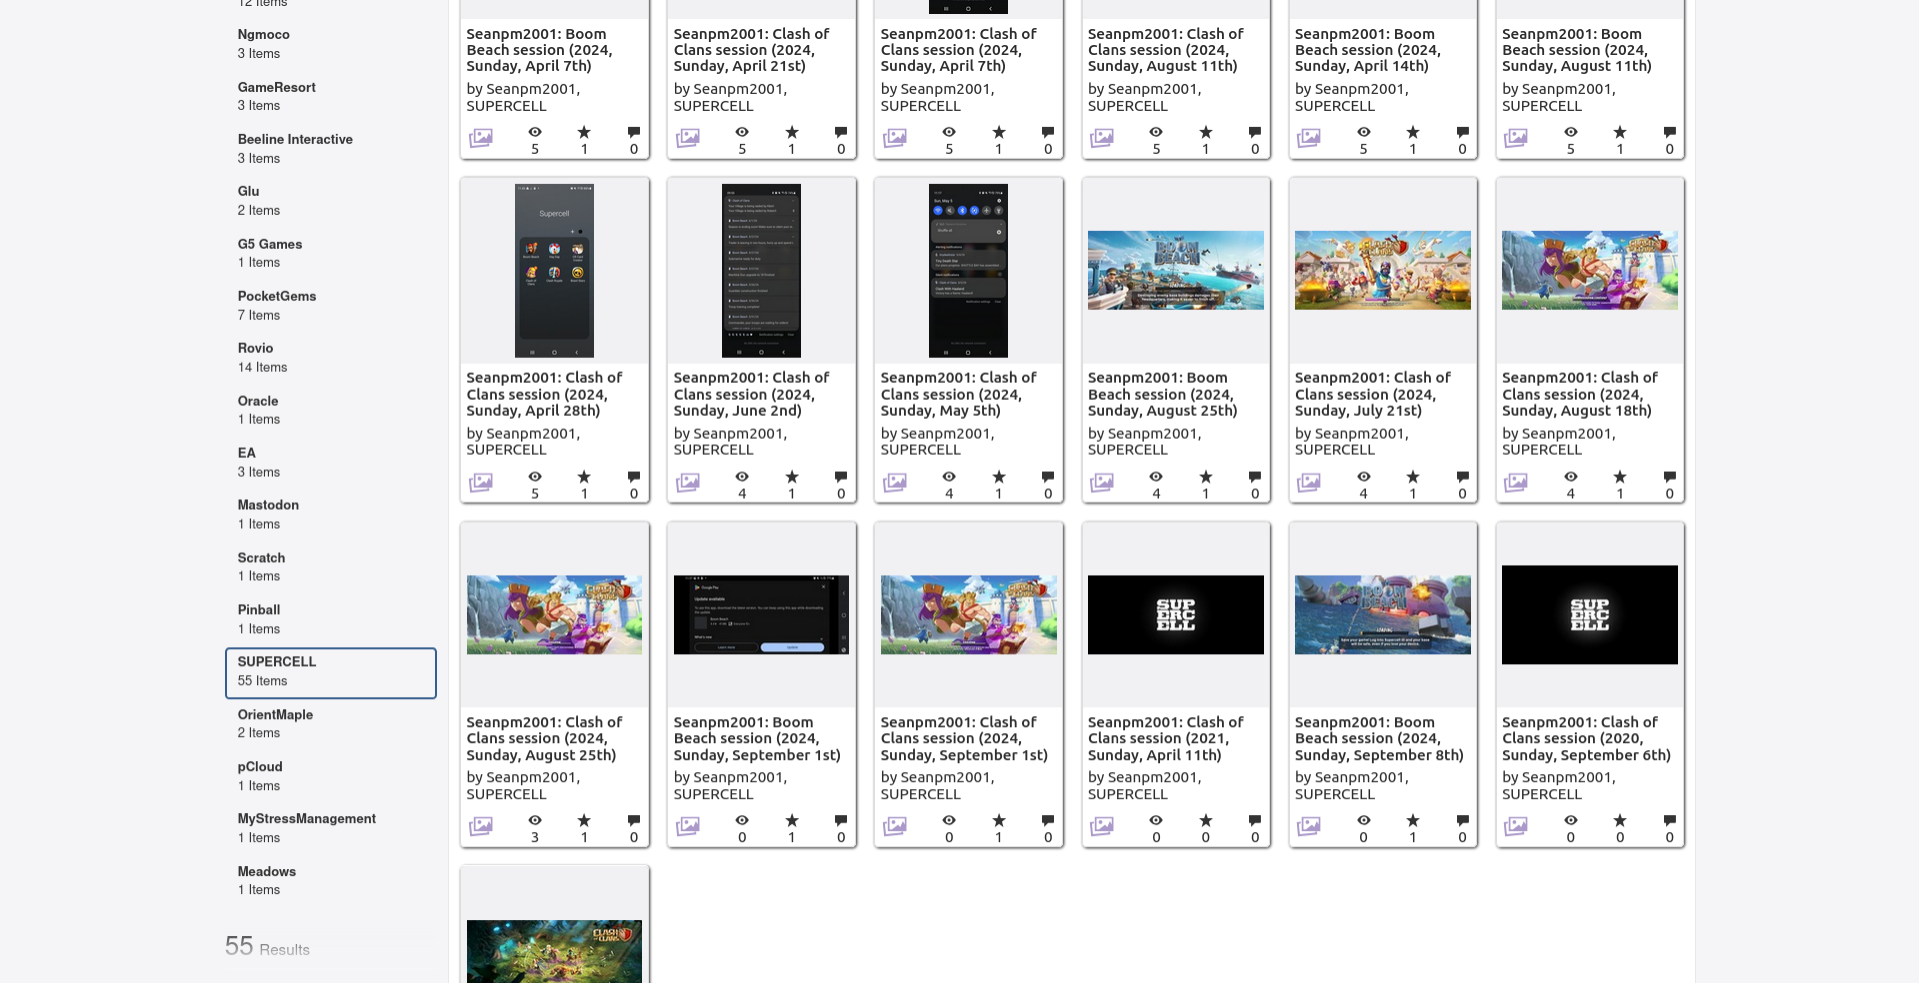 12 Items
Ngmoco
3 Items
GameResort
3 Items
Beeline Interactive
3 Items
Glu
2 Items
G5 Games
1 Items
PocketGems
7 Items
Rovio
14 Items
Oracle
1 Items
EA
3 Items
Mastodon
1 Items
Scratch
1 Items
Pinball
1 Items
SUPERCELL
55 Items
OrientMaple
2 Items
pCloud
1 Items
MyStressManagement
1 Items
Meadows
1 Items
55 Results
Seanpm2001: Boom
Beach session (2024,
Sunday, April 7th)
by Seanpm2001,
SUPERCELL
5 1 0
Seanpm2001: Clash of
Clans session (2024,
Sunday, April 21st)
by Seanpm2001,
SUPERCELL
5 1 0
Seanpm2001: Clash of
Clans session (2024,
Sunday, April 7th)
by Seanpm2001,
SUPERCELL
5 1 0
Seanpm2001: Clash of
Clans session (2024,
Sunday, August 11th)
by Seanpm2001,
SUPERCELL
5 1 0
Seanpm2001: Boom
Beach session (2024,
Sunday, April 14th)
by Seanpm2001,
SUPERCELL
5 1 0
Seanpm2001: Boom
Beach session (2024,
Sunday, August 11th)
by Seanpm2001,
SUPERCELL
5 1 0
Supercell
Seanpm2001: Clash of
Clans session (2024,
Sunday, April 28th)
by Seanpm2001,
SUPERCELL
5 1 0
Seanpm2001: Clash of
Clans session (2024,
Sunday, June 2nd)
by Seanpm2001,
SUPERCELL
4 1 0
Sun, May 5
Seanpm2001: Clash of
Clans session (2024,
Sunday, May 5th)
by Seanpm2001,
SUPERCELL
4 1 0
BOOM
BEACH
Seanpm2001: Boom
Beach session (2024,
Sunday, August 25th)
by Seanpm2001,
SUPERCELL
4 1 0
Seanpm2001: Clash of
Clans session (2024,
Sunday, July 21st)
by Seanpm2001,
SUPERCELL
4 1 0
Seanpm2001: Clash of
Clans session (2024,
Sunday, August 18th)
by Seanpm2001,
SUPERCELL
4 1 0
Seanpm2001: Clash of
Clans session (2024,
Sunday, August 25th)
by Seanpm2001,
SUPERCELL
3 1 0
Google Play
Update available
Boom Beach
What's new
Learn more
Update
Seanpm2001: Boom
Beach session (2024,
Sunday, September 1st)
by Seanpm2001,
SUPERCELL
0 1 0
Seanpm2001: Clash of
Clans session (2024,
Sunday, September 1st)
by Seanpm2001,
SUPERCELL
0 1 0
SUP
ERC
ELL
Seanpm2001: Clash of
Clans session (2021,
Sunday, April 11th)
by Seanpm2001,
SUPERCELL
0 0 0
BOOM
BEACH
Seanpm2001: Boom
Beach session (2024,
Sunday, September 8th)
by Seanpm2001,
SUPERCELL
0 1 0
SUP
ERC
ELL
Seanpm2001: Clash of
Clans session (2020,
Sunday, September 6th)
by Seanpm2001,
SUPERCELL
0 0 0
CLASH
OF CLANS